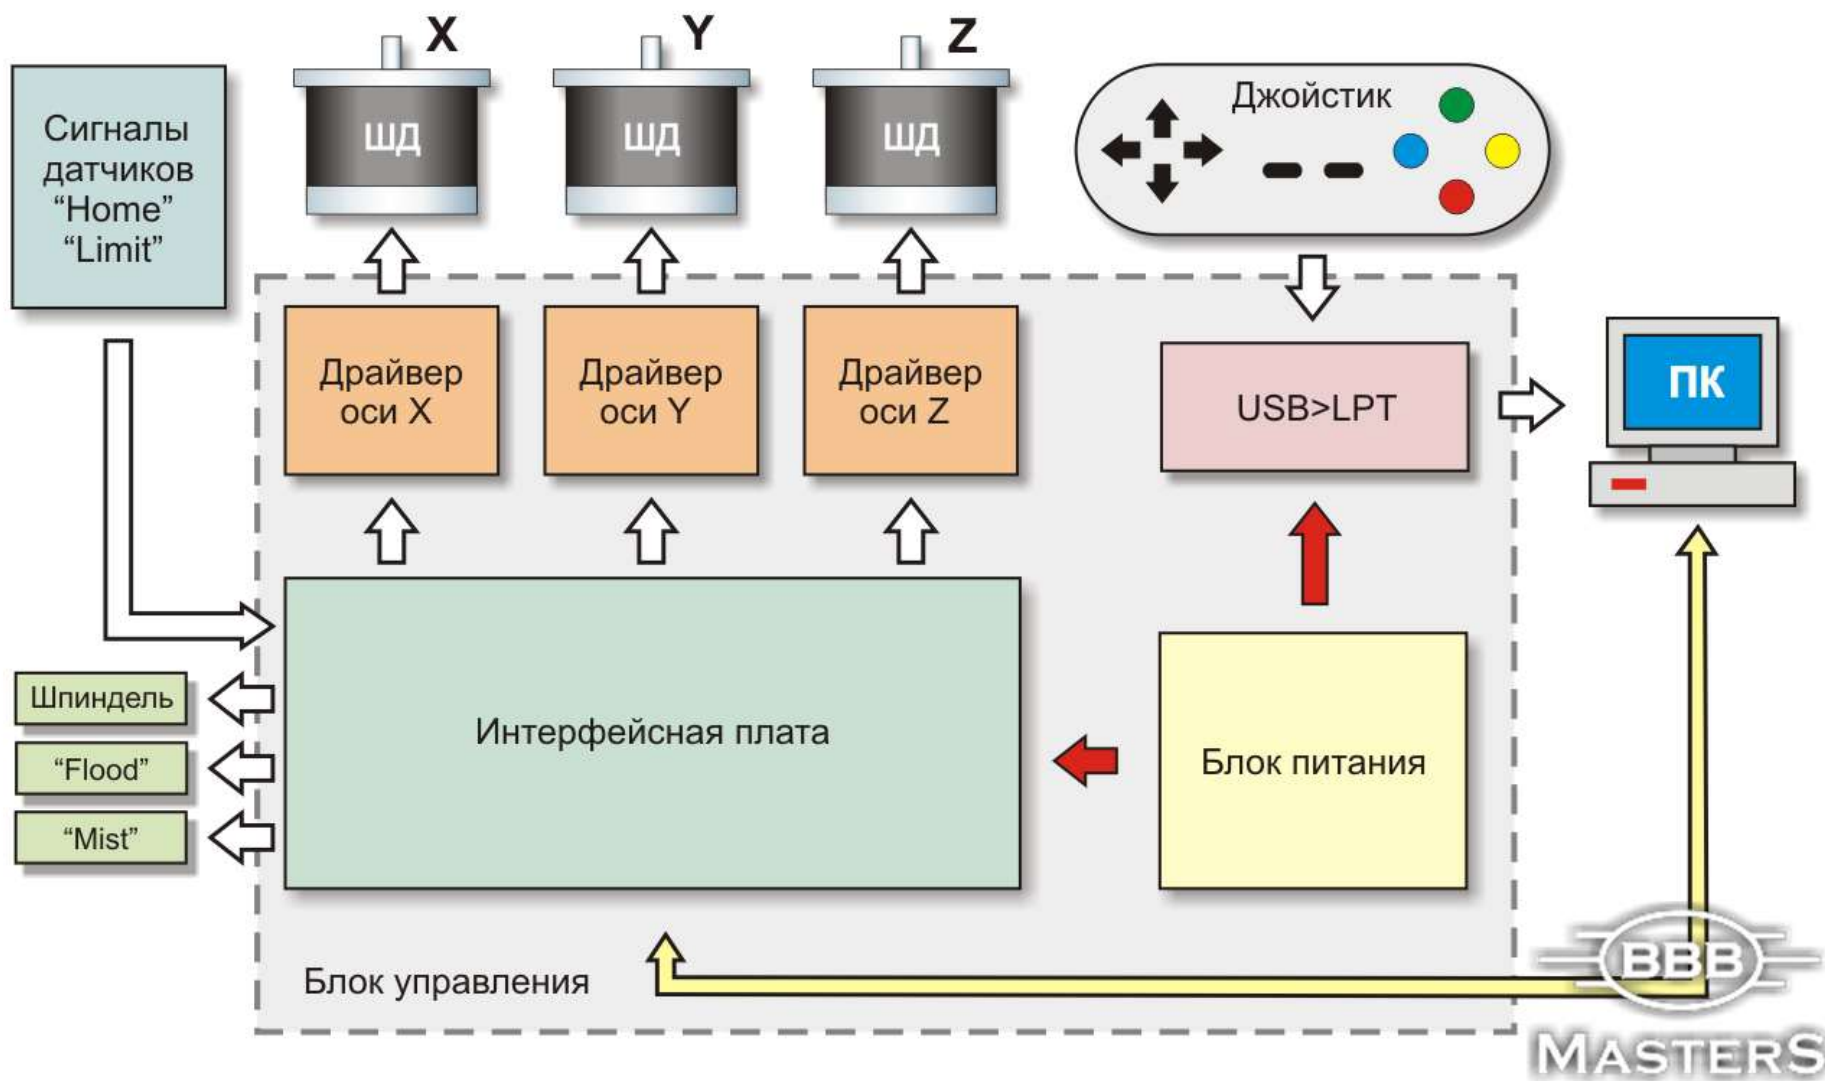 X
Y
Z
Сигналы
датчиков
“Home”
“Limit”
ШД
ШД
ШД
Джойстик
Драйвер
оси X
Драйвер
оси Y
Драйвер
оси Z
USB>LPT
ПК
Шпиндель
“Flood”
“Mist”
Интерфейсная плата
Блок питания
Блок управления
BBB
MASTERS